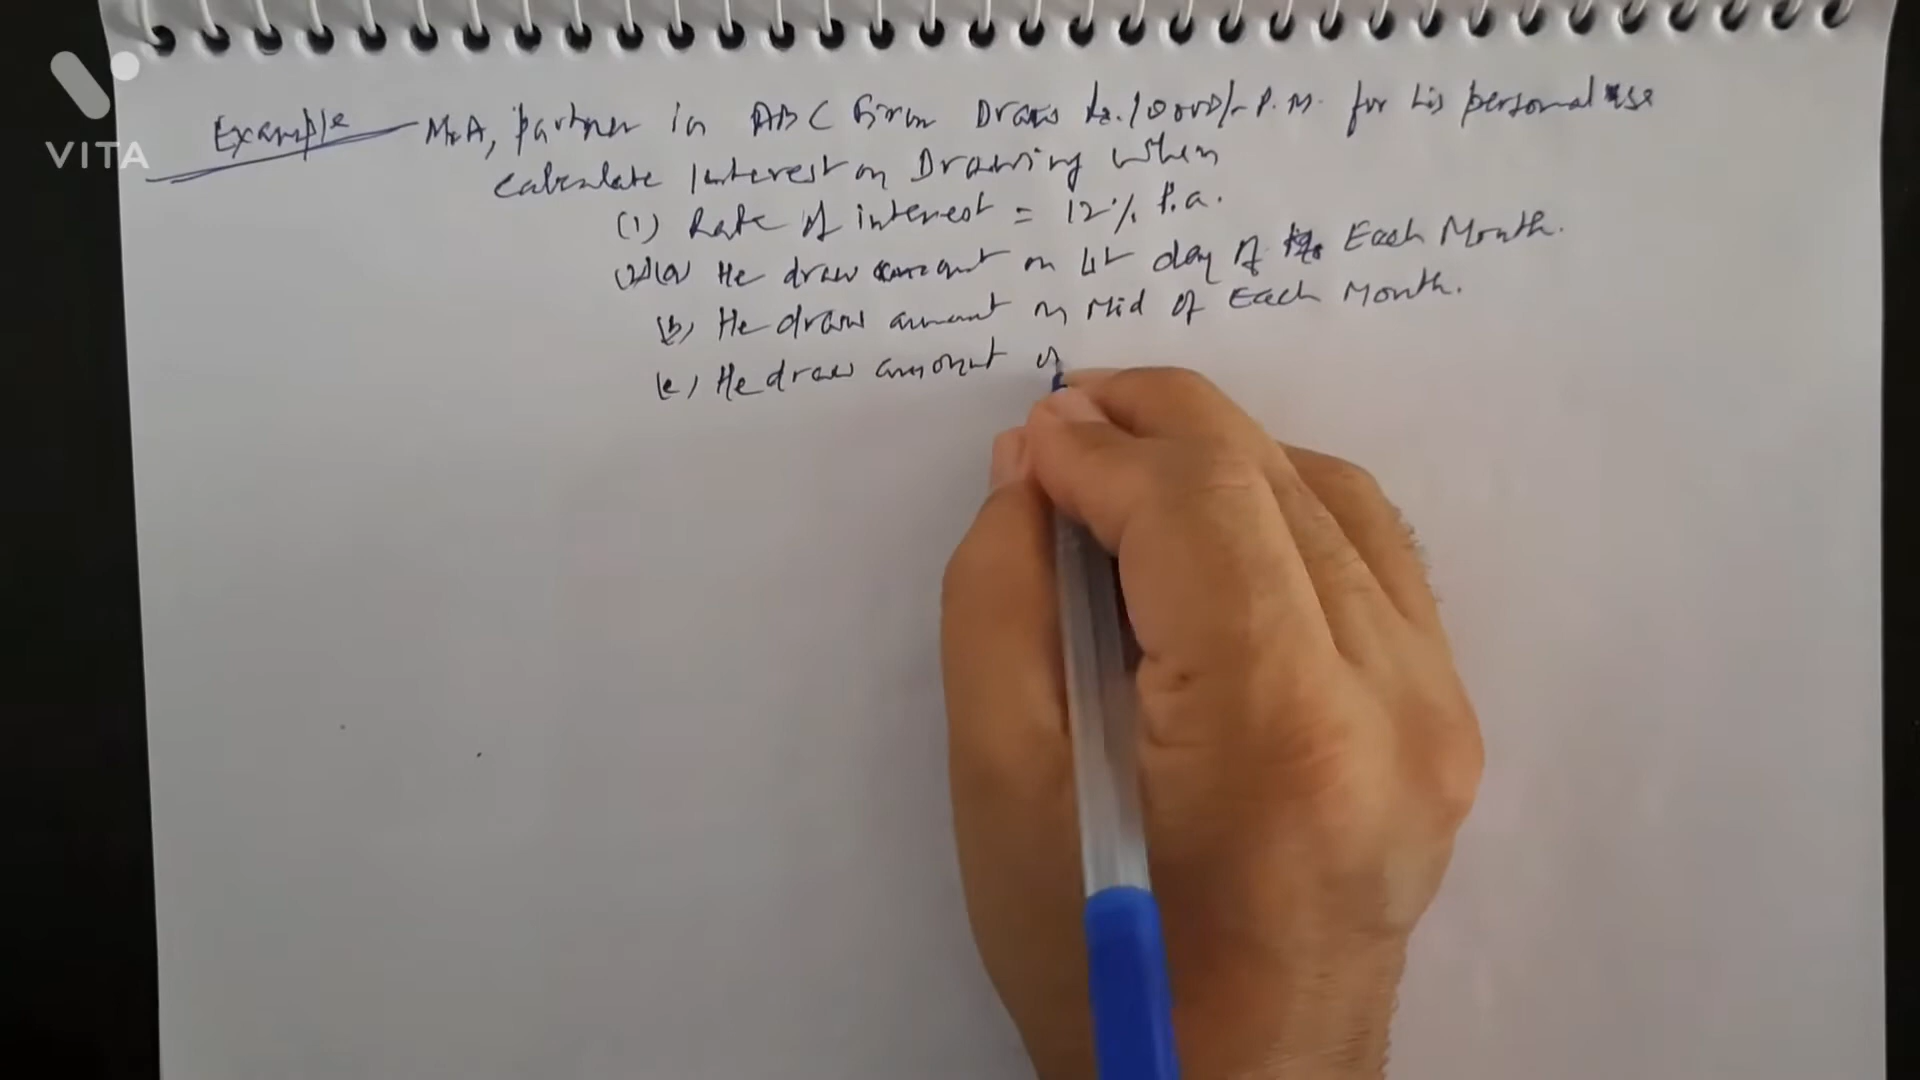 VITA
Example — Mr A, partner in ABC firm Draws Rs. 10000/- P.M. for his personal use
Calculate Interest on Drawing when
(1) Rate of interest = 12% P.a.
(2)(a) He draw amount on 1st day of Each Month.
(b) He draw amount on Mid of Each Month.
(c) He draw amount